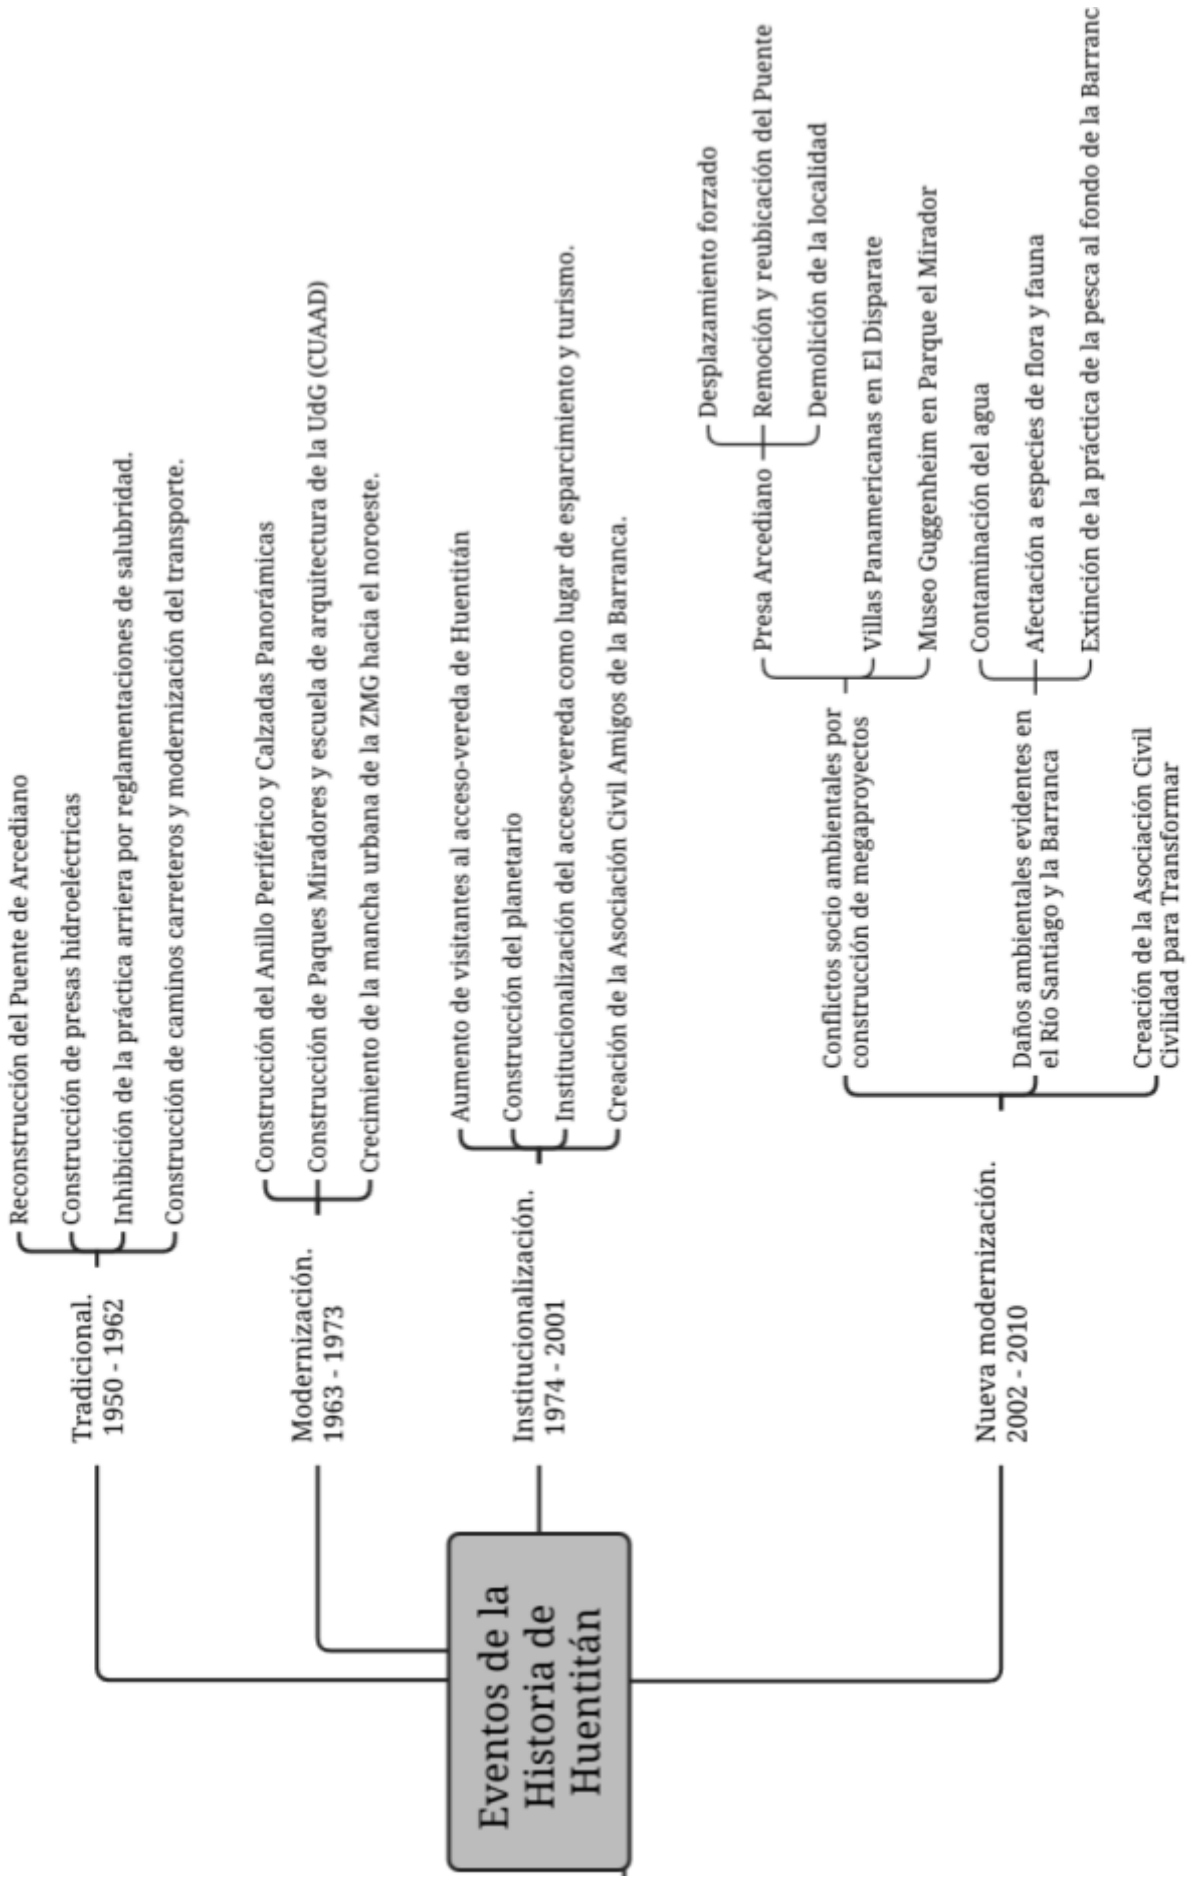 Eventos de la
Historia de
Huentitán
Tradicional.
1950 - 1962
Reconstrucción del Puente de Arcediano
Construcción de presas hidroeléctricas
Inhibición de la práctica arriera por reglamentaciones de salubridad.
Construcción de caminos carreteros y modernización del transporte.
Modernización.
1963 - 1973
Construcción del Anillo Periférico y Calzadas Panorámicas
Construcción de Paques Miradores y escuela de arquitectura de la UdG (CUAAD)
Crecimiento de la mancha urbana de la ZMG hacia el noroeste.
Institucionalización.
1974 - 2001
Aumento de visitantes al acceso-vereda de Huentitán
Construcción del planetario
Institucionalización del acceso-vereda como lugar de esparcimiento y turismo.
Creación de la Asociación Civil Amigos de la Barranca.
Nueva modernización.
2002 - 2010
Conflictos socio ambientales por
construcción de megaproyectos
Presa Arcediano
Desplazamiento forzado
Remoción y reubicación del Puente
Demolición de la localidad
Villas Panamericanas en El Disparate
Museo Guggenheim en Parque el Mirador
Daños ambientales evidentes en
el Río Santiago y la Barranca
Contaminación del agua
Afectación a especies de flora y fauna
Extinción de la práctica de la pesca al fondo de la Barranc
Creación de la Asociación Civil
Civilidad para Transformar